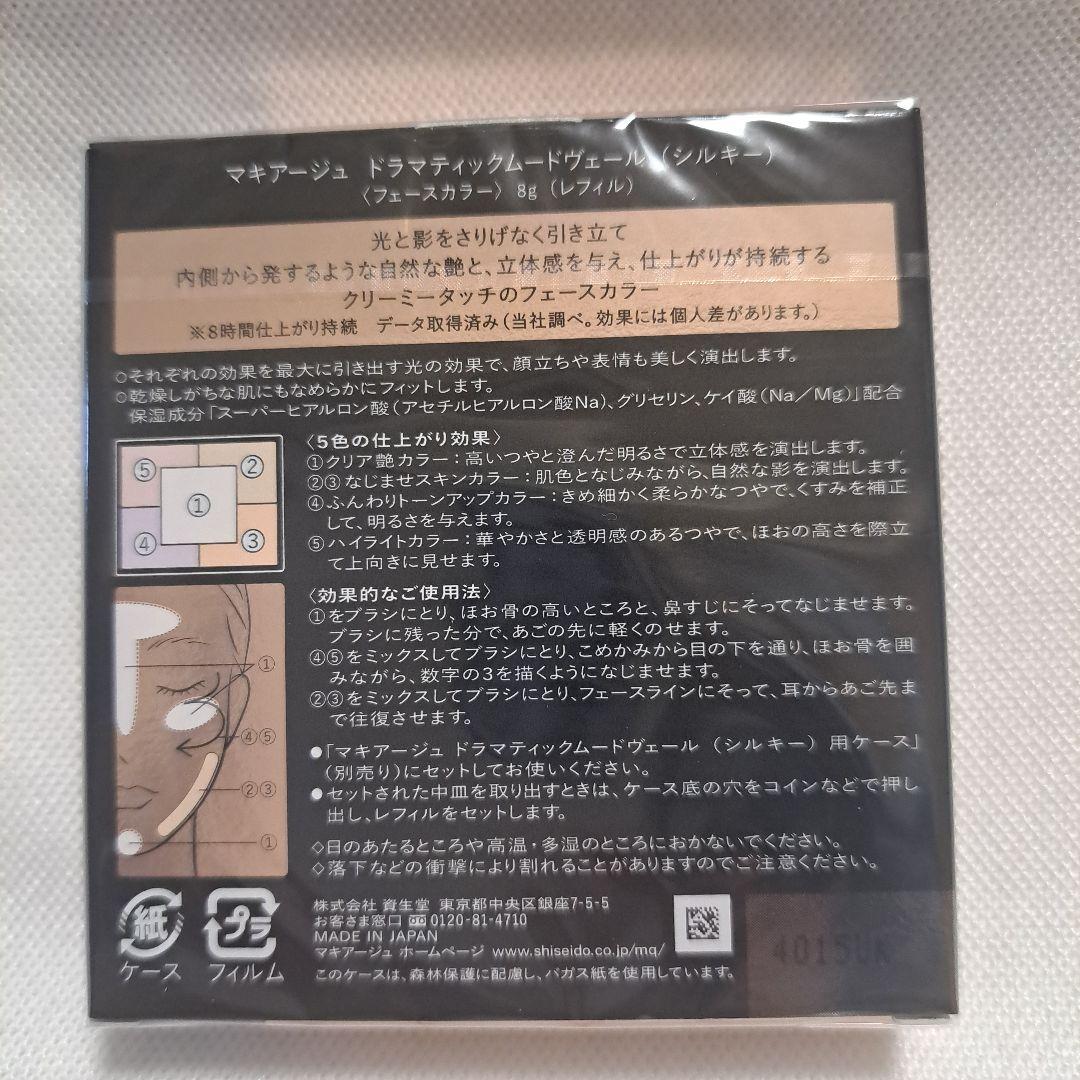 マキアージュ ドラマティックムードヴェール （シルキー）
〈フェースカラー〉 8g （レフィル）
光と影をさりげなく引き立て
内側から発するような自然な艶と、立体感を与え、仕上がりが持続する
クリーミータッチのフェースカラー
※8時間仕上がり持続 データ取得済み（当社調べ。効果には個人差があります。）
○それぞれの効果を最大に引き出す光の効果で、顔立ちや表情も美しく演出します。
○乾燥しがちな肌にもなめらかにフィットします。
保湿成分「スーパーヒアルロン酸（アセチルヒアルロン酸Na）、グリセリン、ケイ酸（Na／Mg）」配合
⑤ ② ① ④ ③
〈5色の仕上がり効果〉
①クリア艶カラー：高いつやと澄んだ明るさで立体感を演出します。
②③なじませスキンカラー：肌色となじみながら、自然な影を演出します。
④ふんわりトーンアップカラー：きめ細かく柔らかなつやで、くすみを補正
して、明るさを与えます。
⑤ハイライトカラー：華やかさと透明感のあるつやで、ほおの高さを際立
て上向きに見せます。
〈効果的なご使用法〉
①をブラシにとり、ほお骨の高いところと、鼻すじにそってなじませます。
ブラシに残った分で、あごの先に軽くのせます。
④⑤をミックスしてブラシにとり、こめかみから目の下を通り、ほお骨を囲
みながら、数字の3を描くようになじませます。
②③をミックスしてブラシにとり、フェースラインにそって、耳からあご先ま
で往復させます。
①
④⑤
②③
①
●「マキアージュ ドラマティックムードヴェール （シルキー） 用ケース」
（別売り）にセットしてお使いください。
●セットされた中皿を取り出すときは、ケース底の穴をコインなどで押し
出し、レフィルをセットします。
◇日のあたるところや高温・多湿のところにおかないでください。
◇落下などの衝撃により割れることがありますのでご注意ください。
紙
ケース
プラ
フィルム
株式会社 資生堂 東京都中央区銀座7-5-5
お客さま窓口 0120-81-4710
MADE IN JAPAN
マキアージュ ホームページ www.shiseido.co.jp/mq/
このケースは、森林保護に配慮し、バガス紙を使用しています。